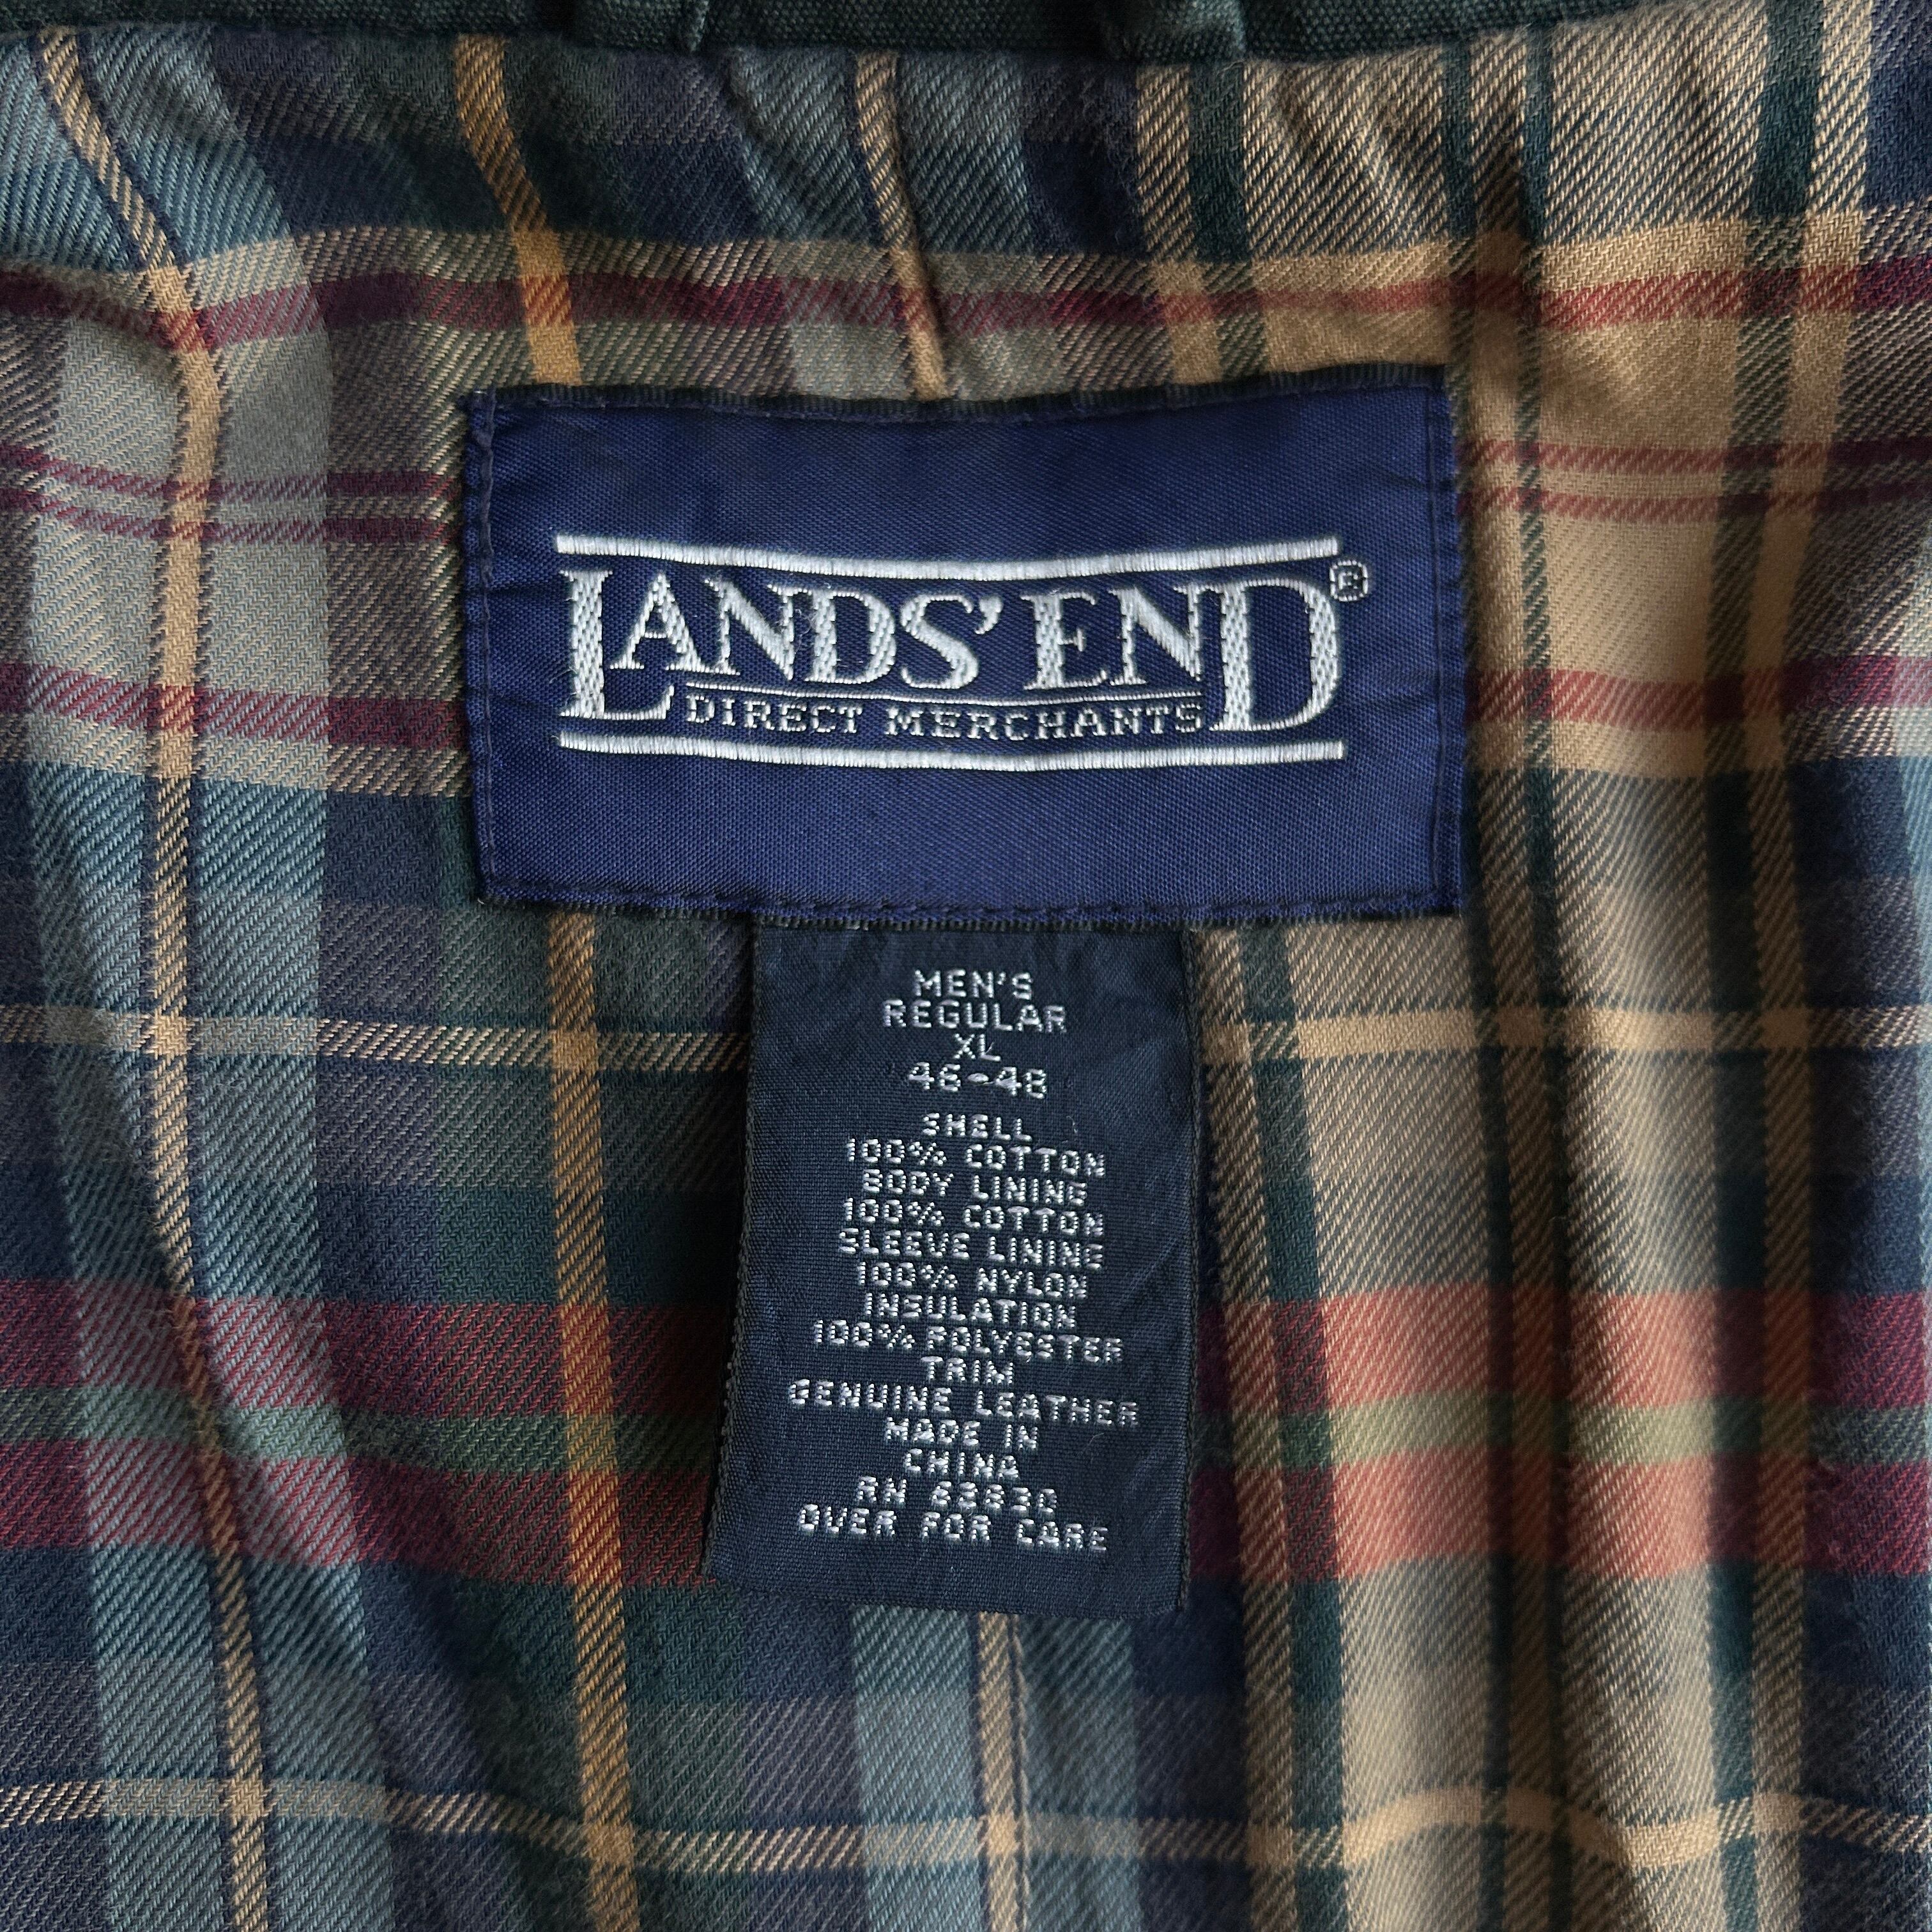 LANDS' END®
DIRECT MERCHANTS
MEN'S
REGULAR
XL
46-48
SHELL
100% COTTON
BODY LINING
100% COTTON
SLEEVE LINING
100% NYLON
INSULATION
100% POLYESTER
TRIM
GENUINE LEATHER
MADE IN
CHINA
RN
OVER FOR CARE